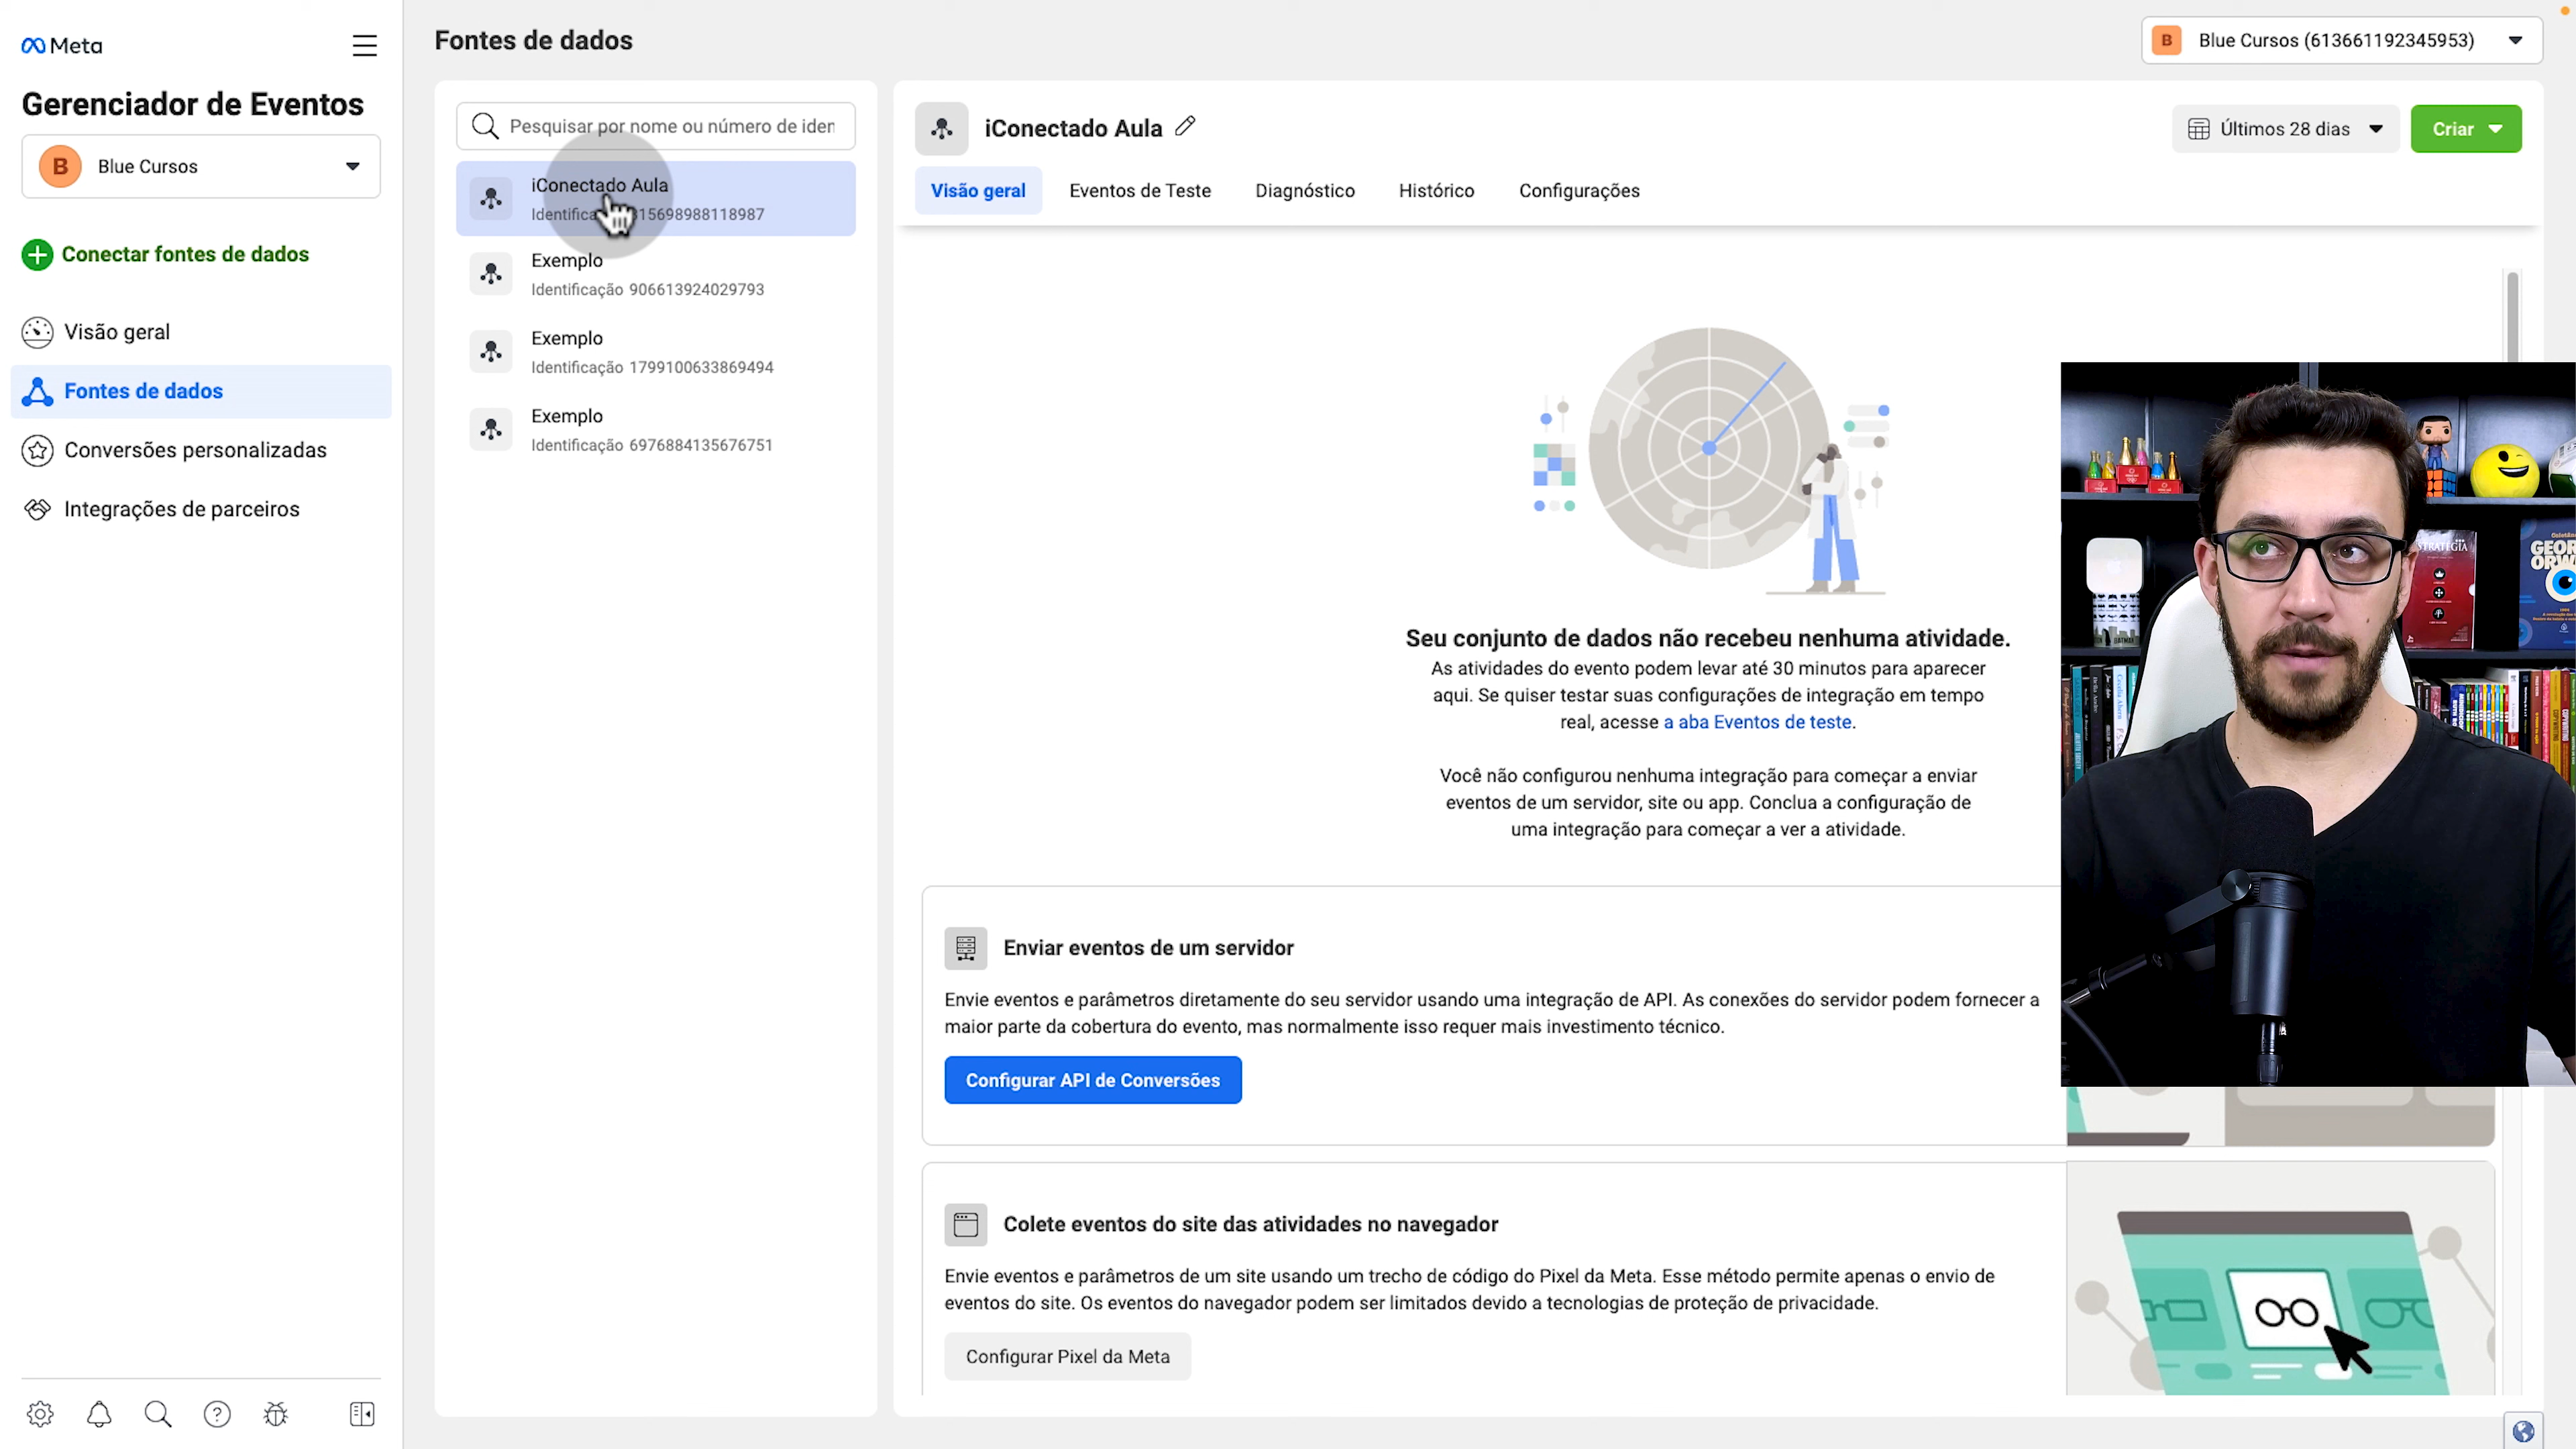 Meta
Gerenciador de Eventos
B Blue Cursos
Conectar fontes de dados
Visão geral
Fontes de dados
Conversões personalizadas
Integrações de parceiros
Fontes de dados
B Blue Cursos (613661192345953)
Pesquisar por nome ou número de iden
iConectado Aula
815698988118987
Exemplo
Identificação 906613924029793
Exemplo
Identificação 1799100633869494
Exemplo
Identificação 6976884135676751
iConectado Aula
Últimos 28 dias
Criar
Visão geral
Eventos de Teste
Diagnóstico
Histórico
Configurações
Seu conjunto de dados não recebeu nenhuma atividade.
As atividades do evento podem levar até 30 minutos para aparecer
aqui. Se quiser testar suas configurações de integração em tempo
real, acesse a aba Eventos de teste.
Você não configurou nenhuma integração para começar a enviar
eventos de um servidor, site ou app. Conclua a configuração de
uma integração para começar a ver a atividade.
Enviar eventos de um servidor
Envie eventos e parâmetros diretamente do seu servidor usando uma integração de API. As conexões do servidor podem fornecer a
maior parte da cobertura do evento, mas normalmente isso requer mais investimento técnico.
Configurar API de Conversões
Colete eventos do site das atividades no navegador
Envie eventos e parâmetros de um site usando um trecho de código do Pixel da Meta. Esse método permite apenas o envio de
eventos do site. Os eventos do navegador podem ser limitados devido a tecnologias de proteção de privacidade.
Configurar Pixel da Meta